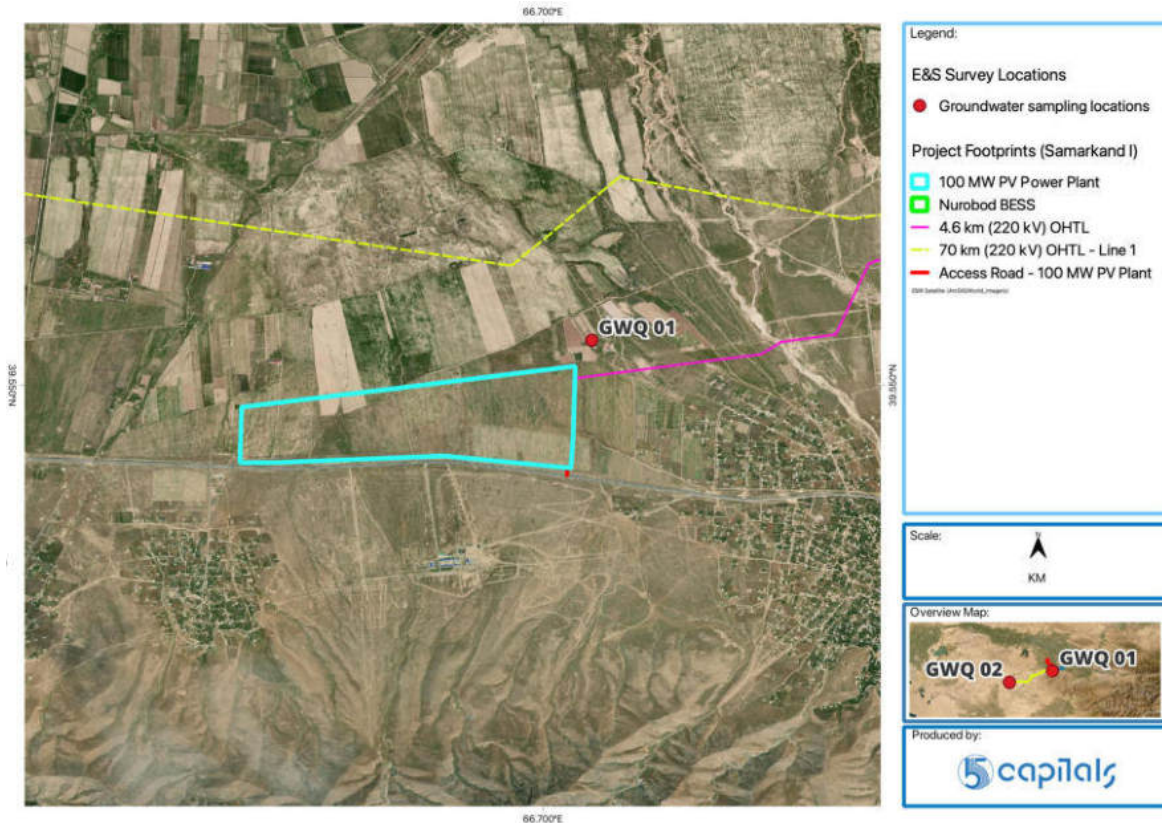 66.700°E
39.550°N
GWQ 01
39.550°N
66.700°E
Legend:
E&S Survey Locations
Groundwater sampling locations
Project Footprints (Samarkand I)
100 MW PV Power Plant
Nurobod BESS
4.6 km (220 kV) OHTL
70 km (220 kV) OHTL - Line 1
Access Road - 100 MW PV Plant
Scale:
N
KM
Overview Map:
GWQ 02
GWQ 01
Produced by:
5 capitals